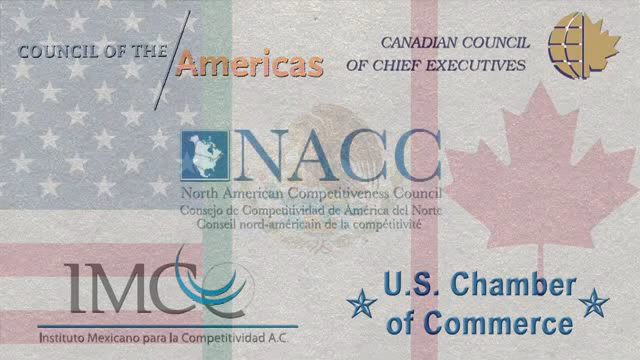 COUNCIL OF THE / Americas
CANADIAN COUNCIL
OF CHIEF EXECUTIVES
NACC
North American Competitiveness Council
Consejo de Competitividad de América del Norte
Conseil nord-américain de la compétitivité
IMCO
Instituto Mexicano para la Competitividad A.C.
U.S. Chamber
of Commerce